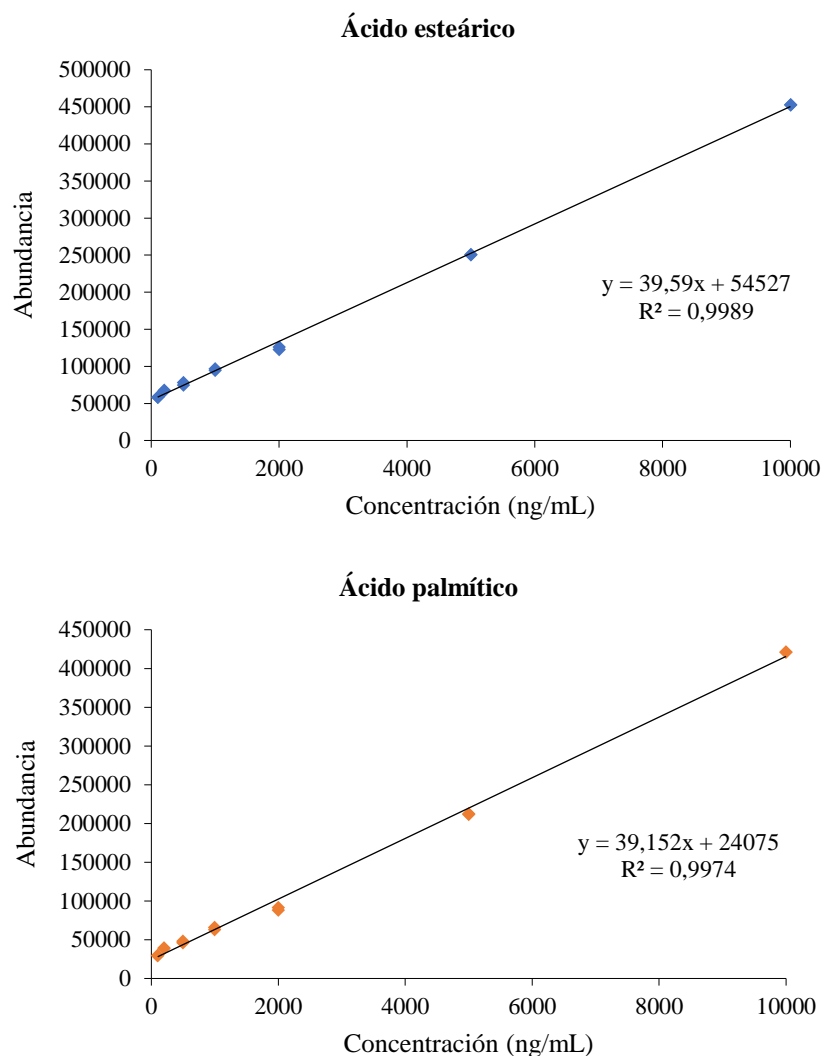 Ácido esteárico
500000
450000
400000
350000
300000
250000
200000
150000
100000
50000
0
Abundancia
y = 39,59x + 54527
R² = 0,9989
0 2000 4000 6000 8000 10000
Concentración (ng/mL)
Ácido palmítico
450000
400000
350000
300000
250000
200000
150000
100000
50000
0
Abundancia
y = 39,152x + 24075
R² = 0,9974
0 2000 4000 6000 8000 10000
Concentración (ng/mL)